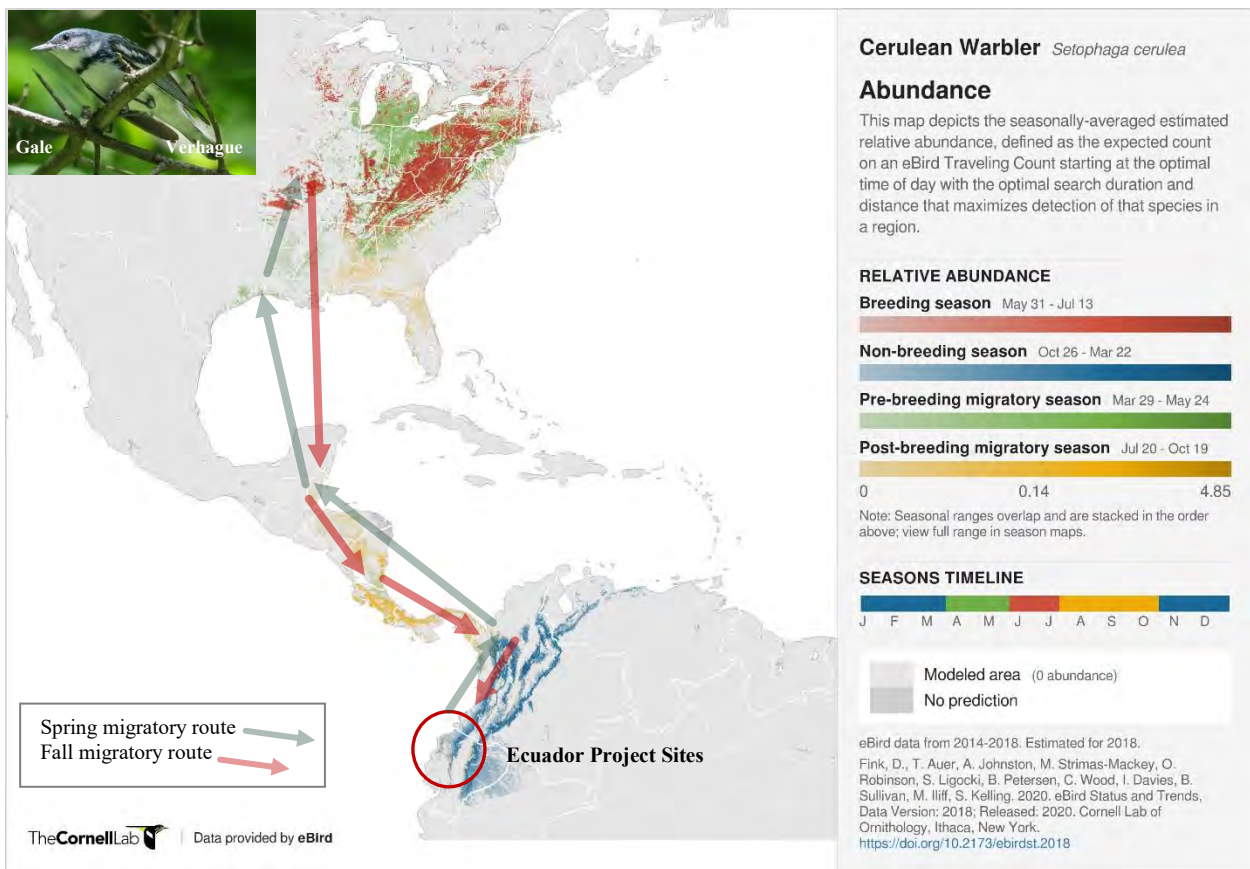 Gale Verhague
Spring migratory route
Fall migratory route
Ecuador Project Sites
TheCornellLab | Data provided by eBird
Cerulean Warbler Setophaga cerulea
Abundance
This map depicts the seasonally-averaged estimated
relative abundance, defined as the expected count
on an eBird Traveling Count starting at the optimal
time of day with the optimal search duration and
distance that maximizes detection of that species in
a region.
RELATIVE ABUNDANCE
Breeding season May 31 - Jul 13
Non-breeding season Oct 26 - Mar 22
Pre-breeding migratory season Mar 29 - May 24
Post-breeding migratory season Jul 20 - Oct 19
0 0.14 4.85
Note: Seasonal ranges overlap and are stacked in the order
above; view full range in season maps.
SEASONS TIMELINE
J F M A M J J A S O N D
Modeled area (0 abundance)
No prediction
eBird data from 2014-2018. Estimated for 2018.
Fink, D., T. Auer, A. Johnston, M. Strimas-Mackey, O.
Robinson, S. Ligocki, B. Petersen, C. Wood, I. Davies, B.
Sullivan, M. Iliff, S. Kelling. 2020. eBird Status and Trends,
Data Version: 2018; Released: 2020. Cornell Lab of
Ornithology, Ithaca, New York.
https://doi.org/10.2173/ebirdst.2018